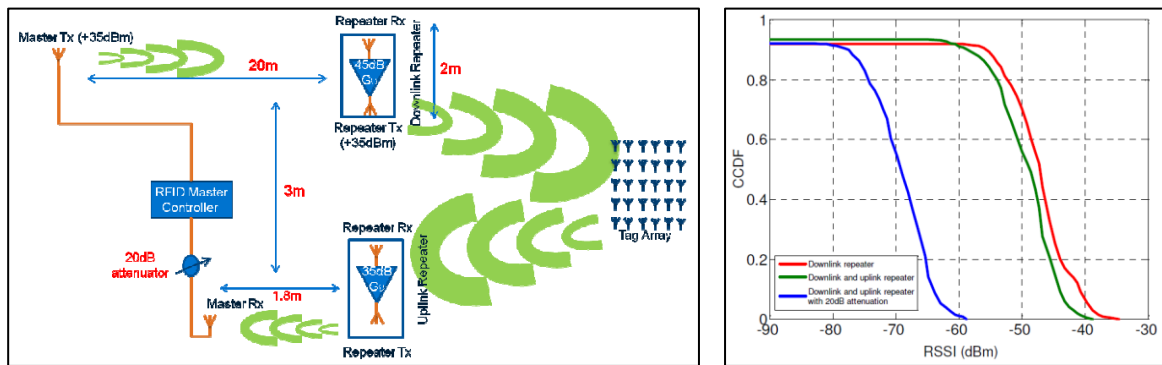 Master Tx (+35dBm)
20m
Repeater Rx
45dB
Gp
Downlink Repeater
2m
Repeater Tx
(+35dBm)
3m
RFID Master
Controller
20dB
attenuator
Master Rx
1.8m
Repeater Rx
35dB
Uplink Repeater
Repeater Tx
Tag Array
CCDF
1
0.8
0.6
0.4
0.2
0
Downlink repeater
Downlink and uplink repeater
Downlink and uplink repeater
with 20dB attenuation
-90
-80
-70
-60
-50
-40
-30
RSSI (dBm)